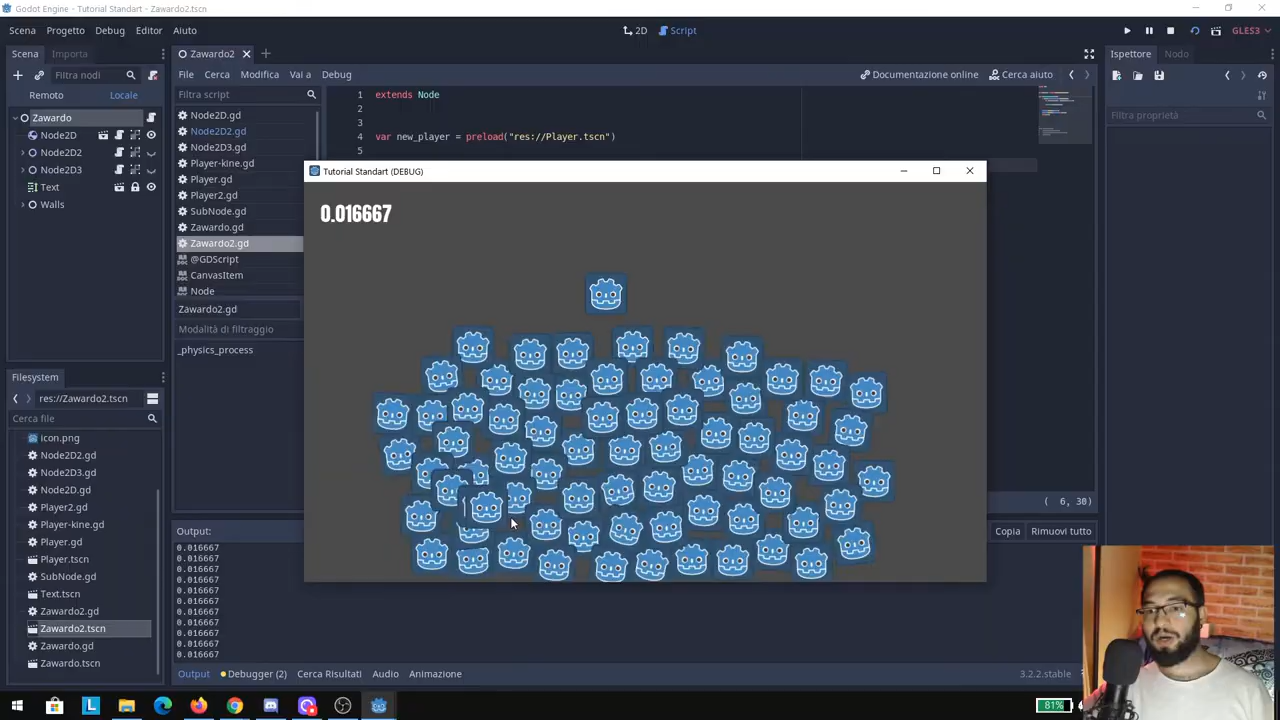 Godot Engine - Tutorial Standart - Zawardo2.tscn
Scena Progetto Debug Editor Aiuto
2D Script
GLES3
Scena Importa
Filtra nodi
Remoto Locale
Zawardo
Node2D
Node2D2
Node2D3
Text
Walls
Filesystem
res://Zawardo2.tscn
Cerca file
icon.png
Node2D2.gd
Node2D3.gd
Node2D.gd
Player2.gd
Player-kine.gd
Player.gd
Player.tscn
SubNode.gd
Text.tscn
Zawardo2.gd
Zawardo2.tscn
Zawardo.gd
Zawardo.tscn
Zawardo2
File Cerca Modifica Vai a Debug
Documentazione online Cerca aiuto
Filtra script
Node2D.gd
Node2D2.gd
Node2D3.gd
Player-kine.gd
Player.gd
Player2.gd
SubNode.gd
Zawardo.gd
Zawardo2.gd
@GDScript
CanvasItem
Node
Zawardo2.gd
Modalità di filtraggio
_physics_process
1 extends Node
2
3
4 var new_player = preload("res://Player.tscn")
5
Tutorial Standart (DEBUG)
0.016667
( 6, 30)
Output:
Copia Rimuovi tutto
0.016667
0.016667
0.016667
0.016667
0.016667
0.016667
0.016667
0.016667
0.016667
0.016667
0.016667
Output Debugger (2) Cerca Risultati Audio Animazione
3.2.2.stable
Ispettore Nodo
Filtra proprietà
81%